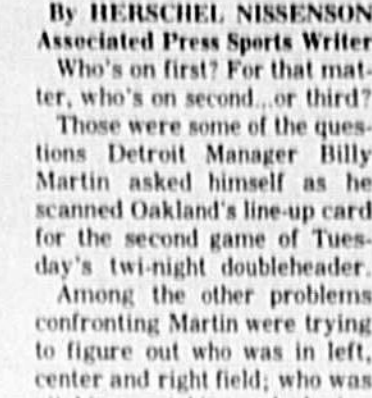 By HERSCHEL NISSENSON
Associated Press Sports Writer
Who's on first? For that mat-
ter, who's on second...or third?
Those were some of the ques-
tions Detroit Manager Billy
Martin asked himself as he
scanned Oakland's line-up card
for the second game of Tues-
day's twi-night doubleheader.
Among the other problems
confronting Martin were trying
to figure out who was in left,
center and right field; who was